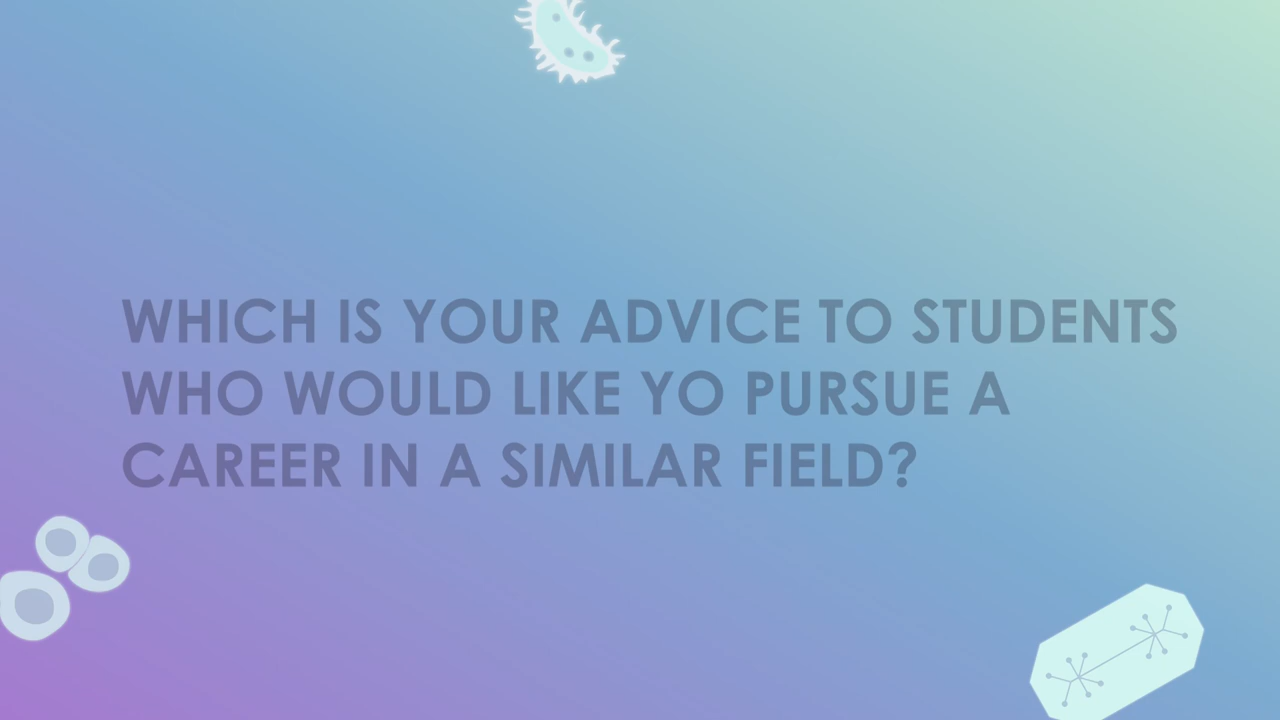 WHICH IS YOUR ADVICE TO STUDENTS
WHO WOULD LIKE YO PURSUE A
CAREER IN A SIMILAR FIELD?